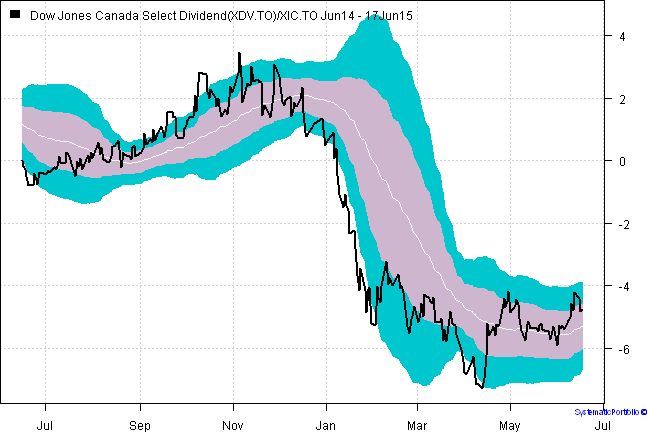 Dow Jones Canada Select Dividend(XDV.TO)/XIC.TO Jun14 - 17Jun15
4
2
0
-2
-4
-6
Jul Sep Nov Jan Mar May Jul
SystematicPortfolio ©